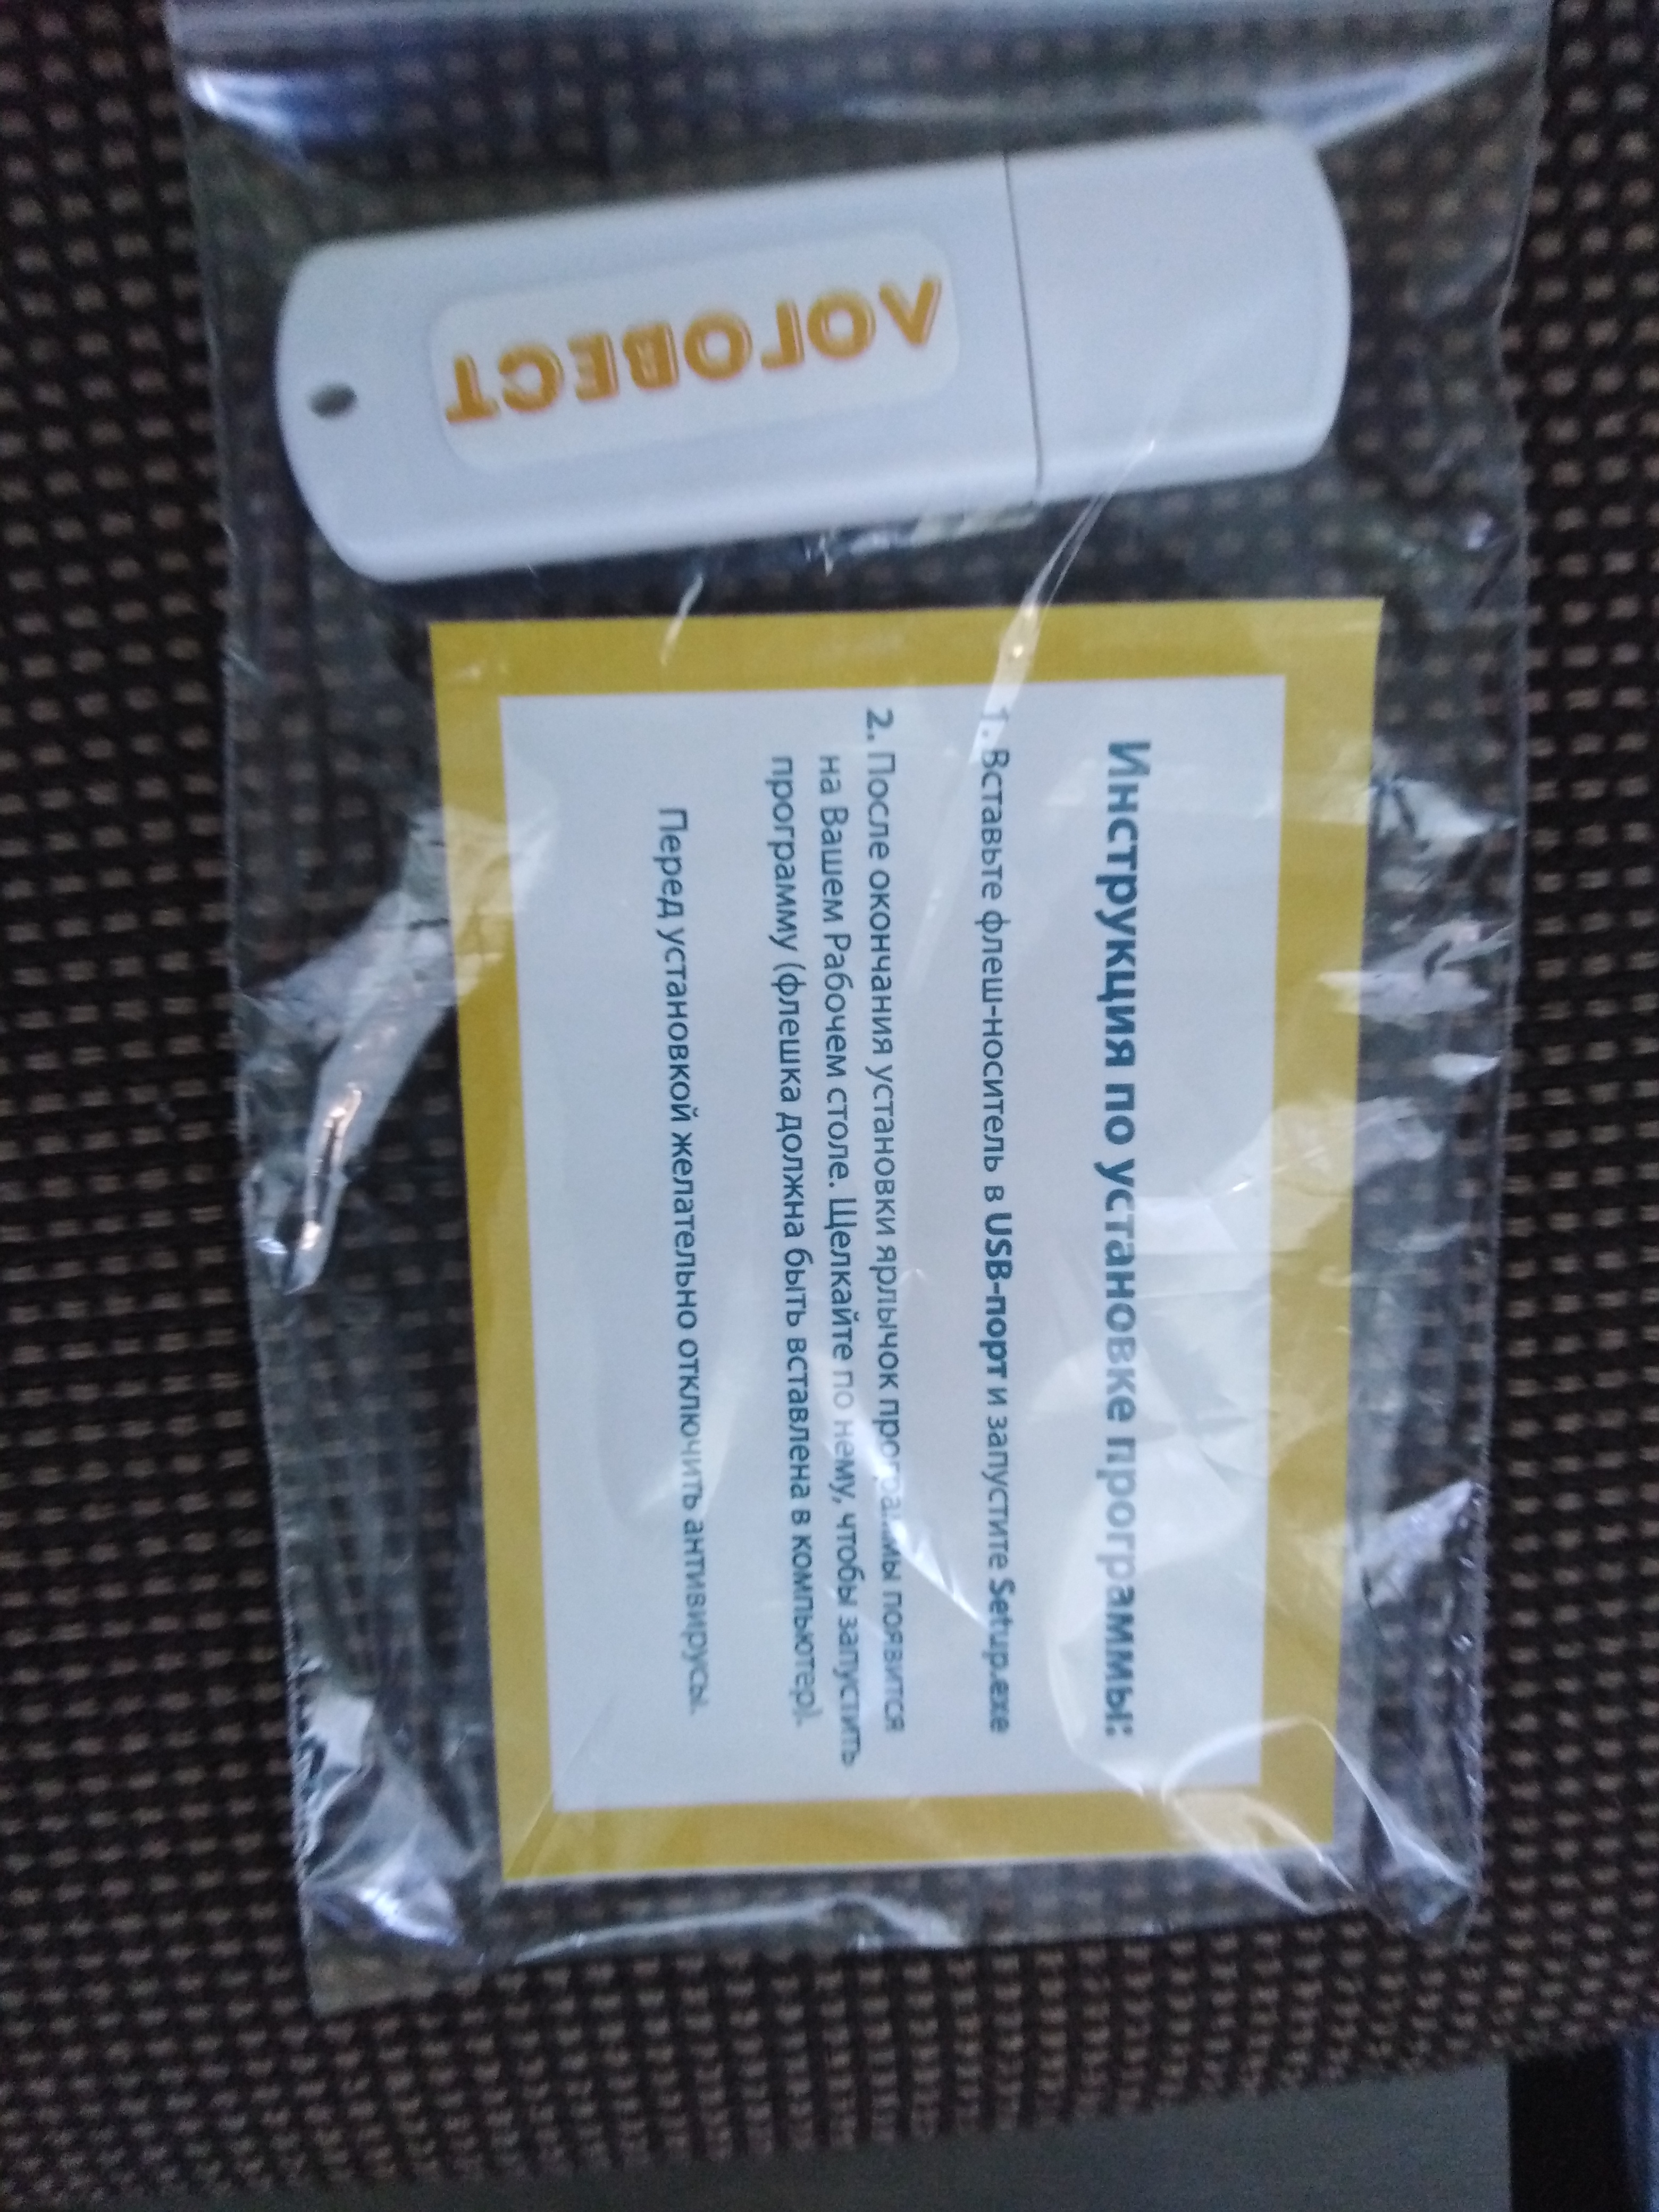 ЛОГОВЕСТ
Инструкция по установке программы:
1. Вставьте флеш-носитель в USB-порт и запустите Setup.exe
2. После окончания установки ярлычок программы появится
на Вашем Рабочем столе. Щелкайте по нему, чтобы запустить
программу (флешка должна быть вставлена в компьютер).
Перед установкой желательно отключить антивирусы.